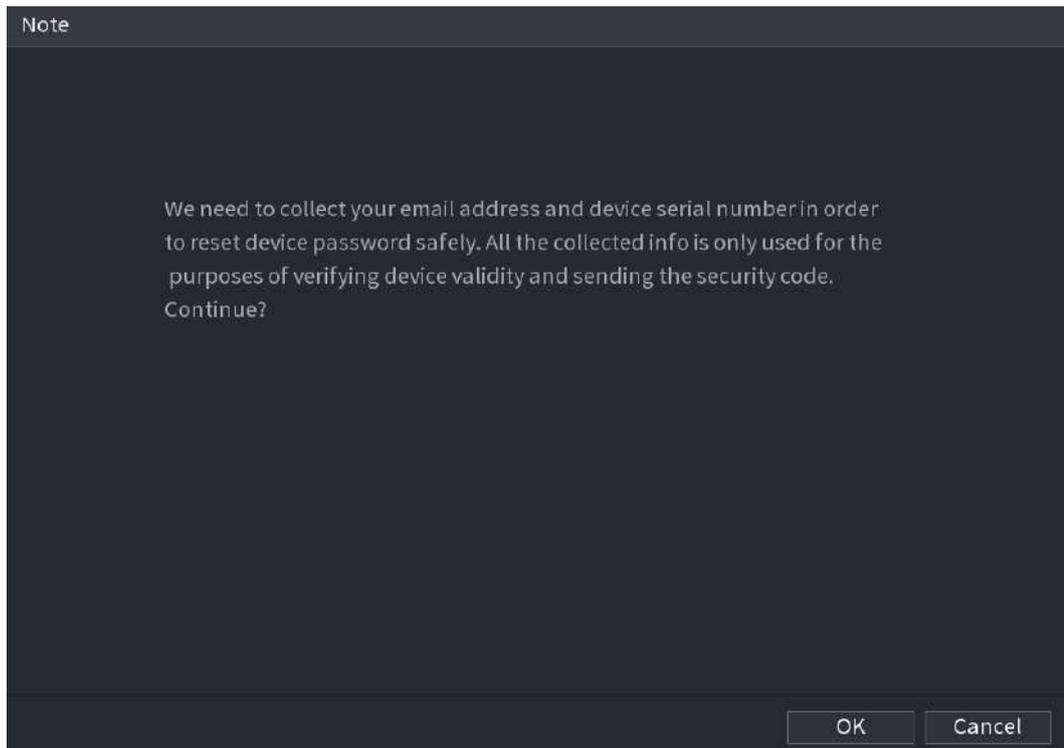 Note
We need to collect your email address and device serial number in order
to reset device password safely. All the collected info is only used for the
purposes of verifying device validity and sending the security code.
Continue?
OK Cancel